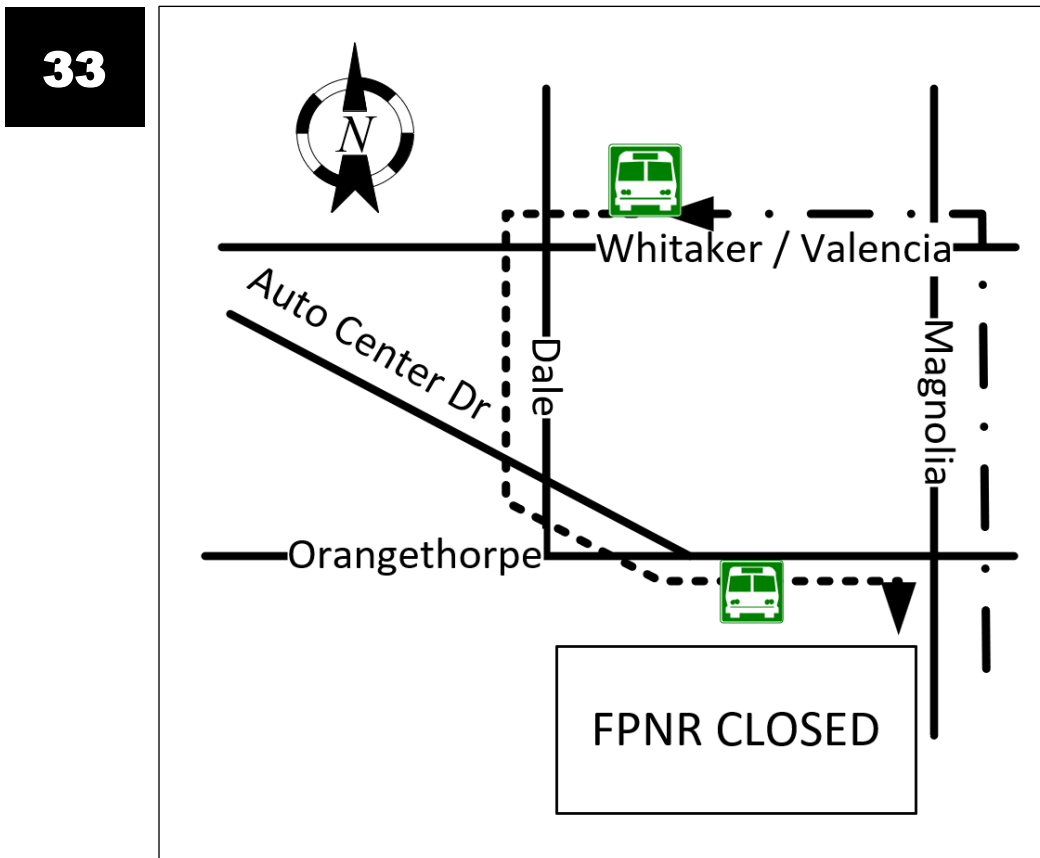 33
N
Whitaker / Valencia
Auto Center Dr
Dale
Magnolia
Orangethorpe
FPNR CLOSED